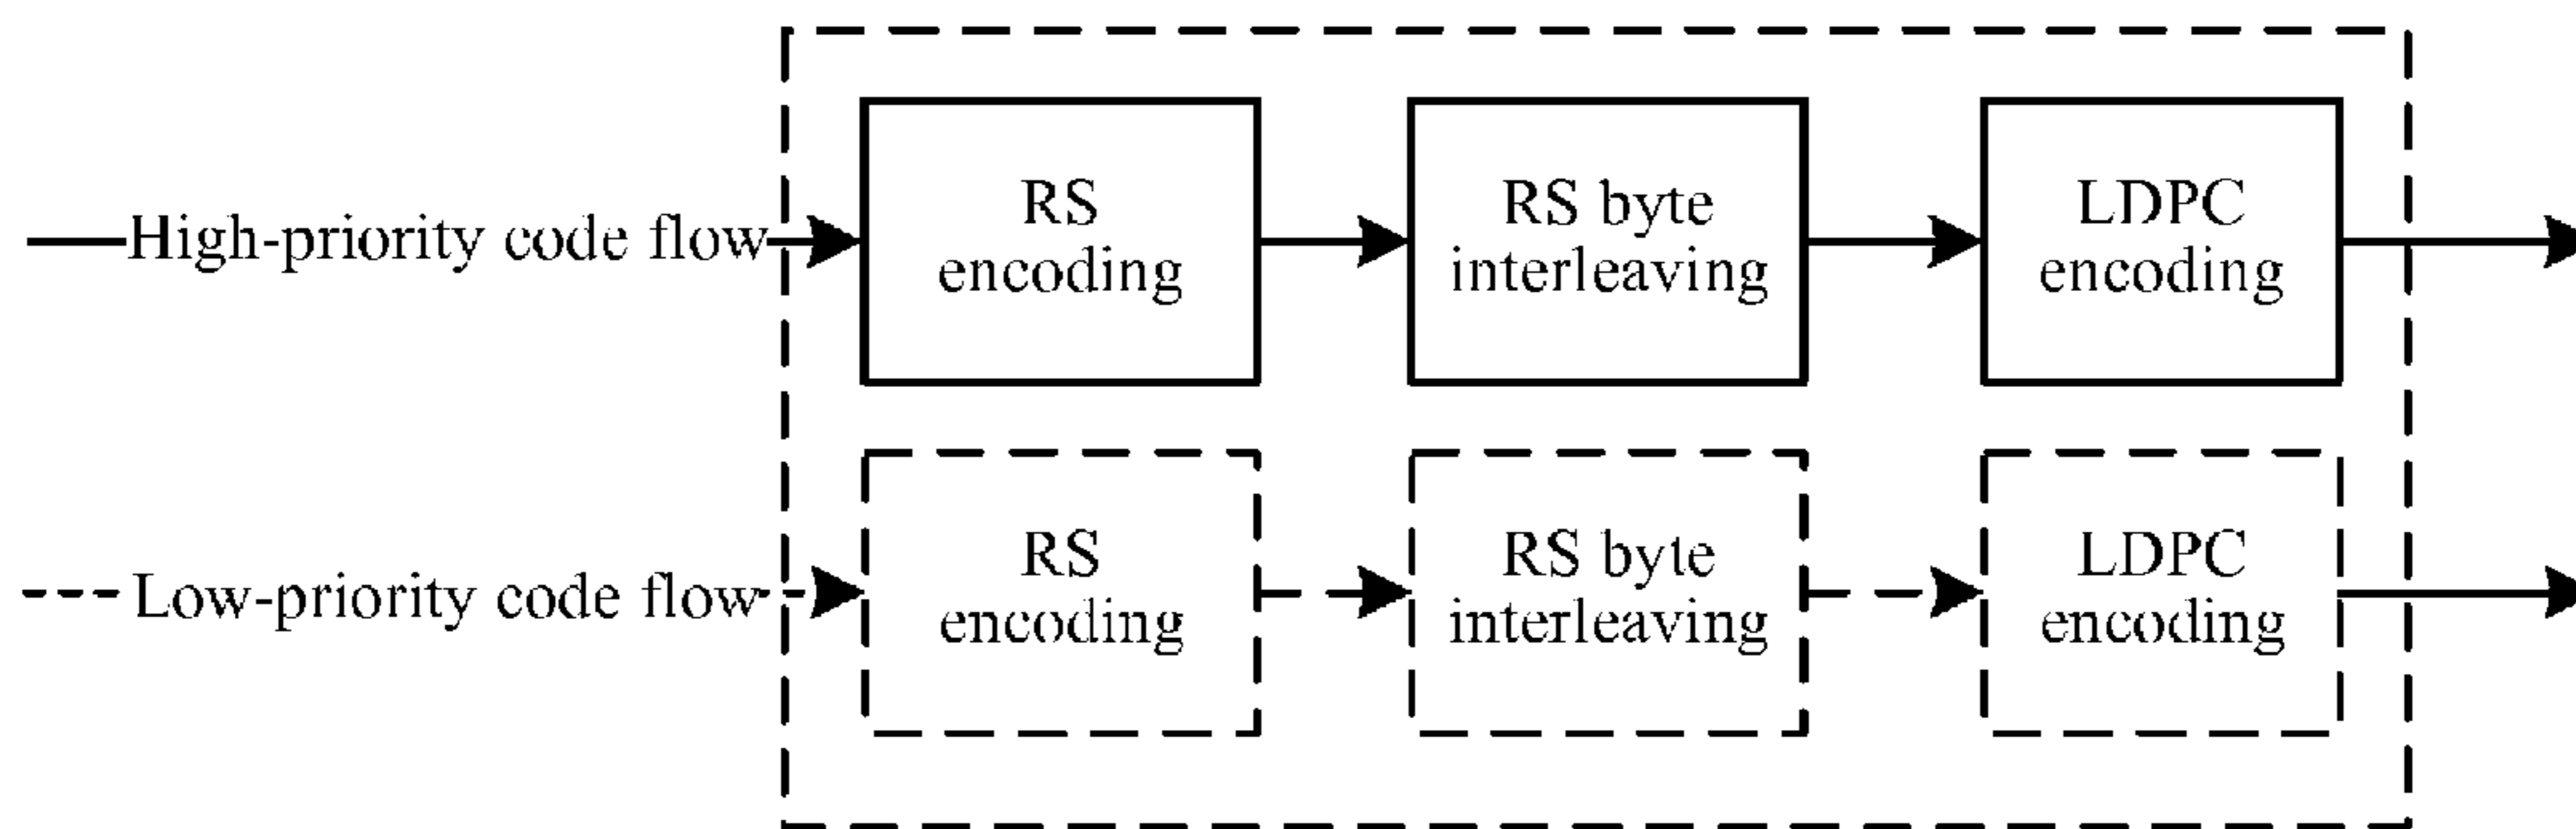 High-priority code flow
RS
encoding
RS byte
interleaving
LDPC
encoding
Low-priority code flow
RS
encoding
RS byte
interleaving
LDPC
encoding